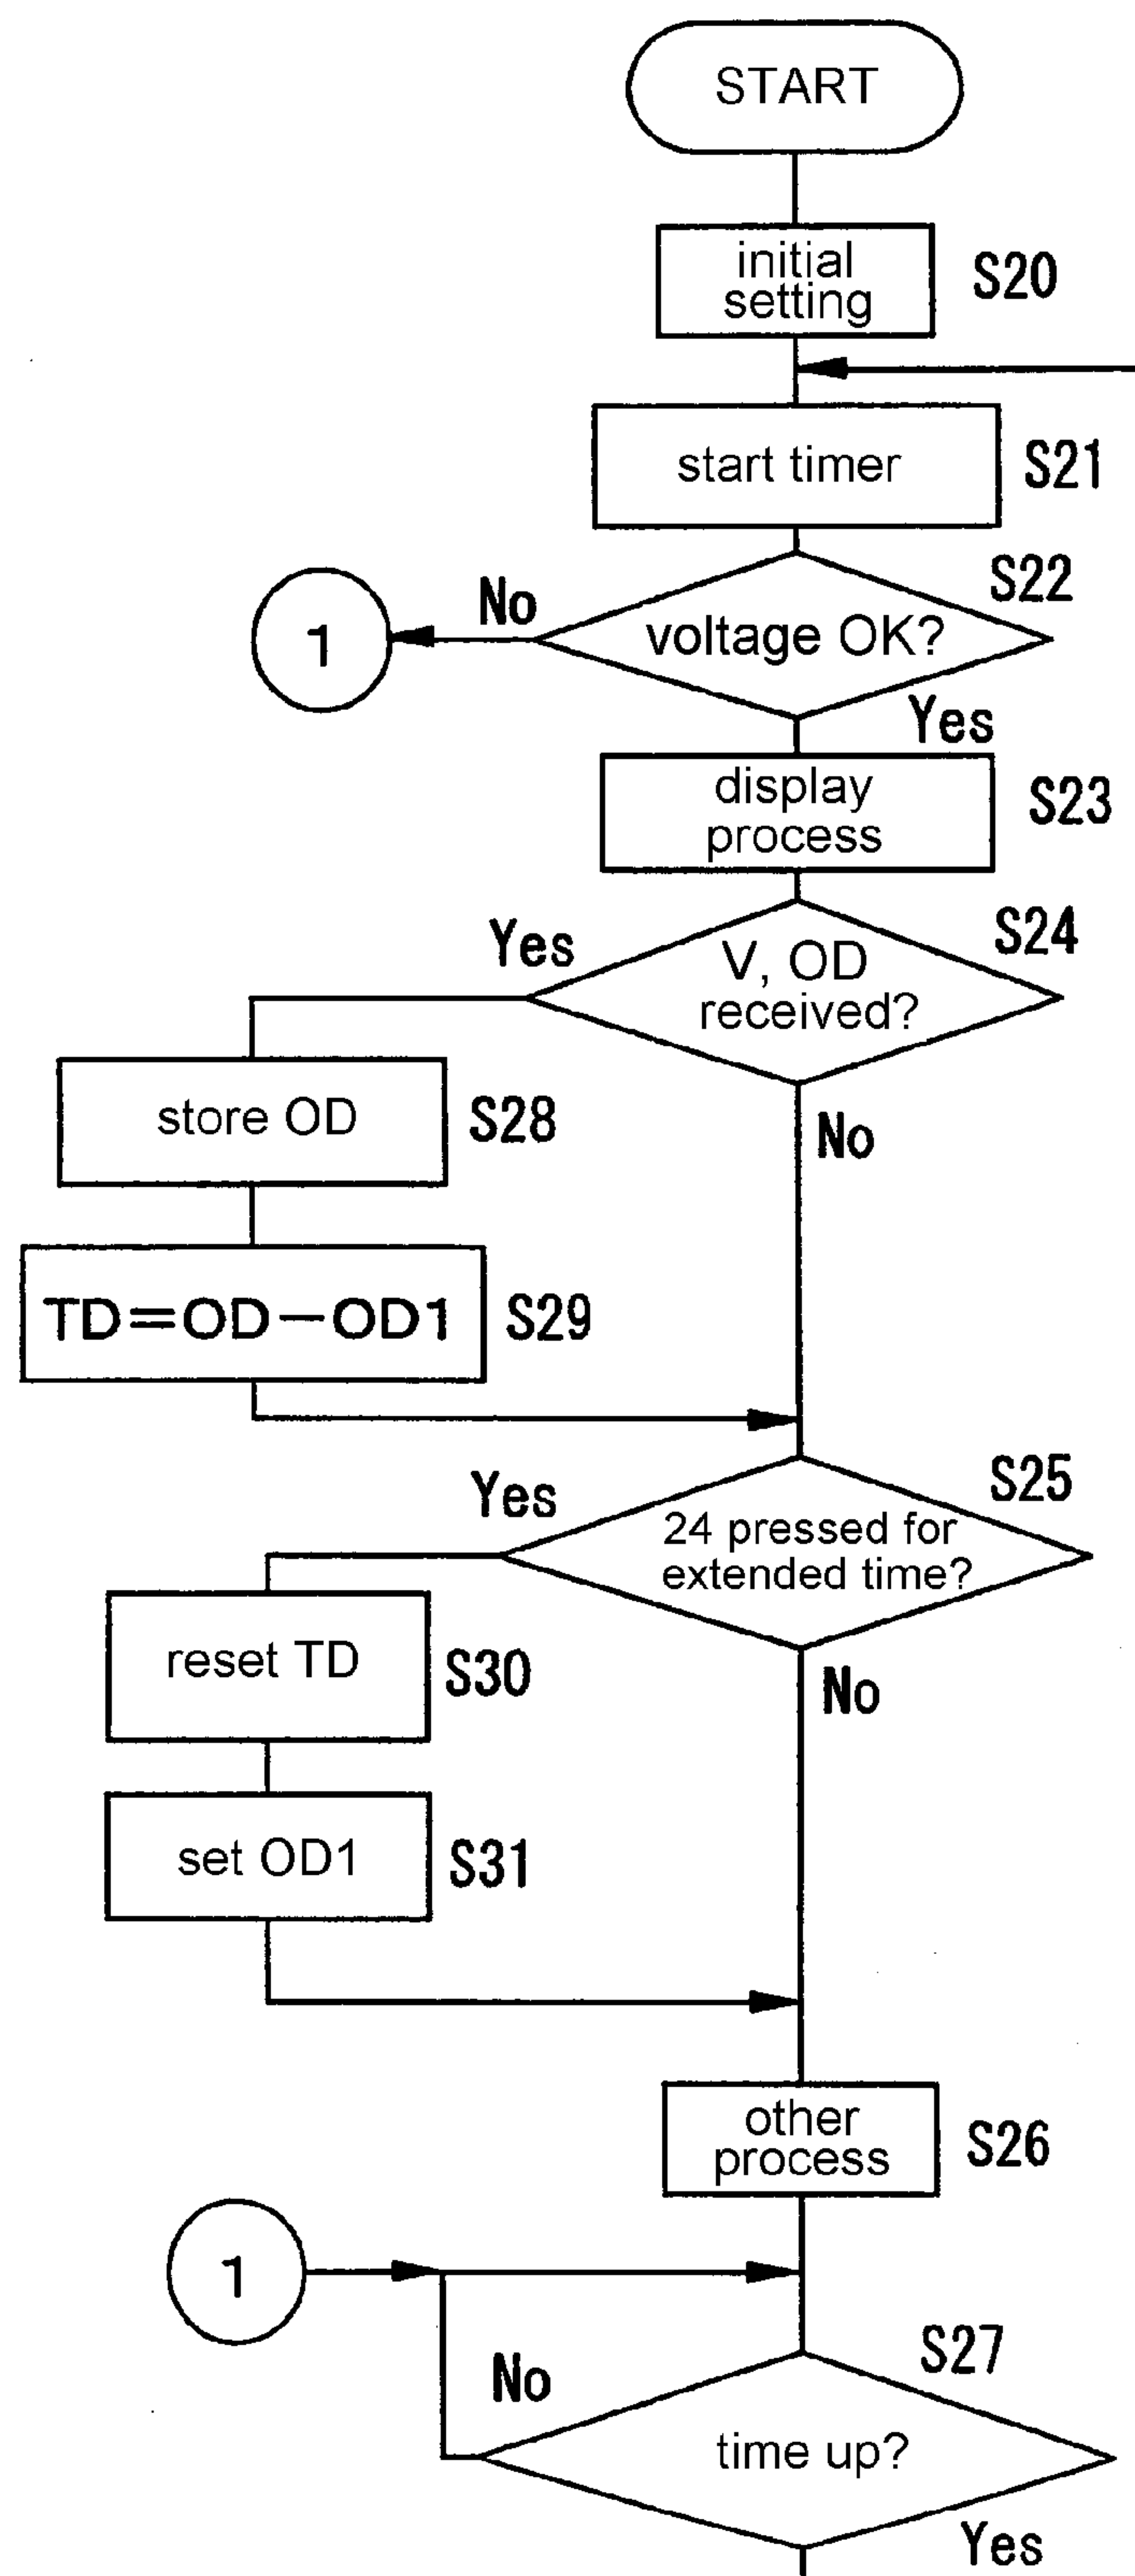 START
initial
setting
S20
start timer
S21
S22
No
1
voltage OK?
Yes
display
process
S23
S24
Yes
V, OD
received?
store OD
S28
No
TD=OD-OD1
S29
S25
Yes
24 pressed for
extended time?
reset TD
S30
No
set OD1
S31
other
process
S26
1
S27
No
time up?
Yes